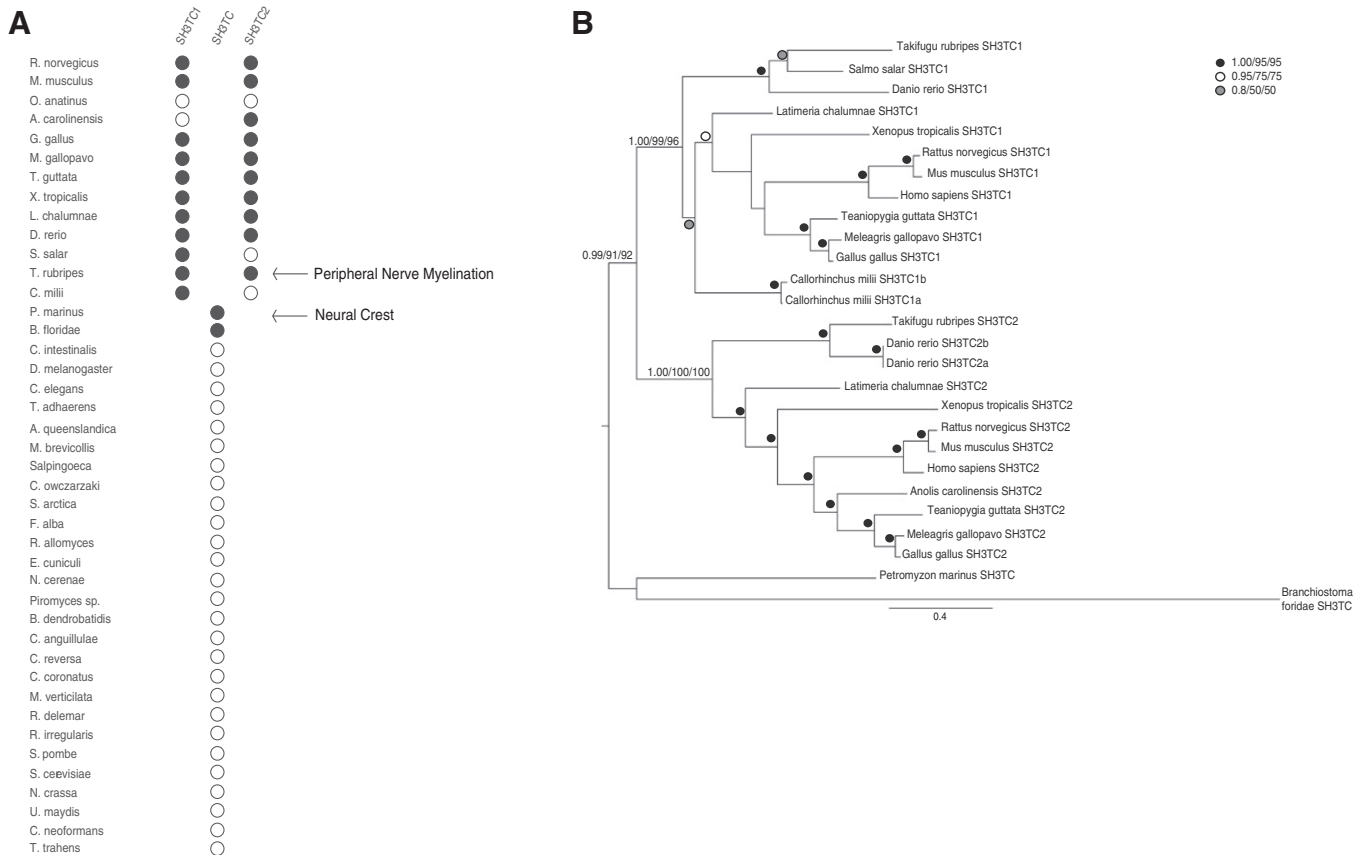 A
SH3TC1
SH3TC
SH3TC2
R. norvegicus
M. musculus
O. anatinus
A. carolinensis
G. gallus
M. gallopavo
T. guttata
X. tropicalis
L. chalumnae
D. rerio
S. salar
T. rubripes
C. milii
P. marinus
B. floridae
C. intestinalis
D. melanogaster
C. elegans
T. adhaerens
A. queenslandica
M. brevicollis
Salpingoeca
C. owczarzaki
S. arctica
F. alba
R. allomyces
E. cuniculi
N. cerenae
Piromyces sp.
B. dendrobatidis
C. anguillulae
C. reversa
C. coronatus
M. verticilata
R. delemar
R. irregularis
S. pombe
S. cerevisiae
N. crassa
U. maydis
C. neoformans
T. trahens
Peripheral Nerve Myelination
Neural Crest
B
1.00/95/95
0.95/75/75
0.8/50/50
Takifugu rubripes SH3TC1
Salmo salar SH3TC1
Danio rerio SH3TC1
Latimeria chalumnae SH3TC1
1.00/99/96
Xenopus tropicalis SH3TC1
Rattus norvegicus SH3TC1
Mus musculus SH3TC1
Homo sapiens SH3TC1
Teaniopygia guttata SH3TC1
Meleagris gallopavo SH3TC1
0.99/91/92
Gallus gallus SH3TC1
Callorhinchus milii SH3TC1b
Callorhinchus milii SH3TC1a
Takifugu rubripes SH3TC2
Danio rerio SH3TC2b
Danio rerio SH3TC2a
1.00/100/100
Latimeria chalumnae SH3TC2
Xenopus tropicalis SH3TC2
Rattus norvegicus SH3TC2
Mus musculus SH3TC2
Homo sapiens SH3TC2
Anolis carolinensis SH3TC2
Teaniopygia guttata SH3TC2
Meleagris gallopavo SH3TC2
Gallus gallus SH3TC2
Petromyzon marinus SH3TC
Branchiostoma
foridae SH3TC
0.4